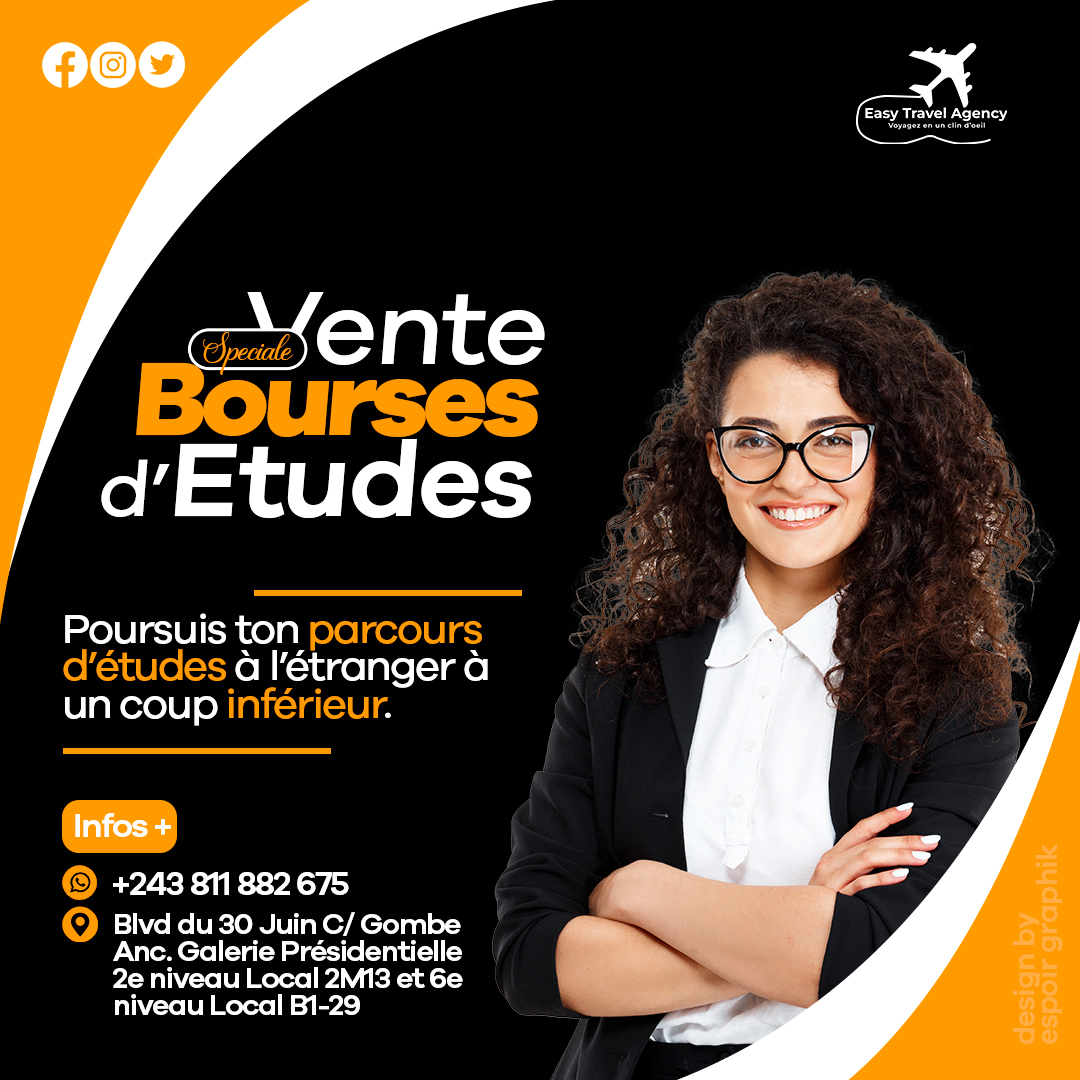 Easy Travel Agency
Voyagez en un clin d'oeil
Vente
Speciale
Bourses
d'Etudes
Poursuis ton parcours
d'études à l'étranger à
un coup inférieur.
Infos +
+243 811 882 675
Blvd du 30 Juin C/ Gombe
Anc. Galerie Présidentielle
2e niveau Local 2M13 et 6e
niveau Local B1-29
design by
espoir graphik